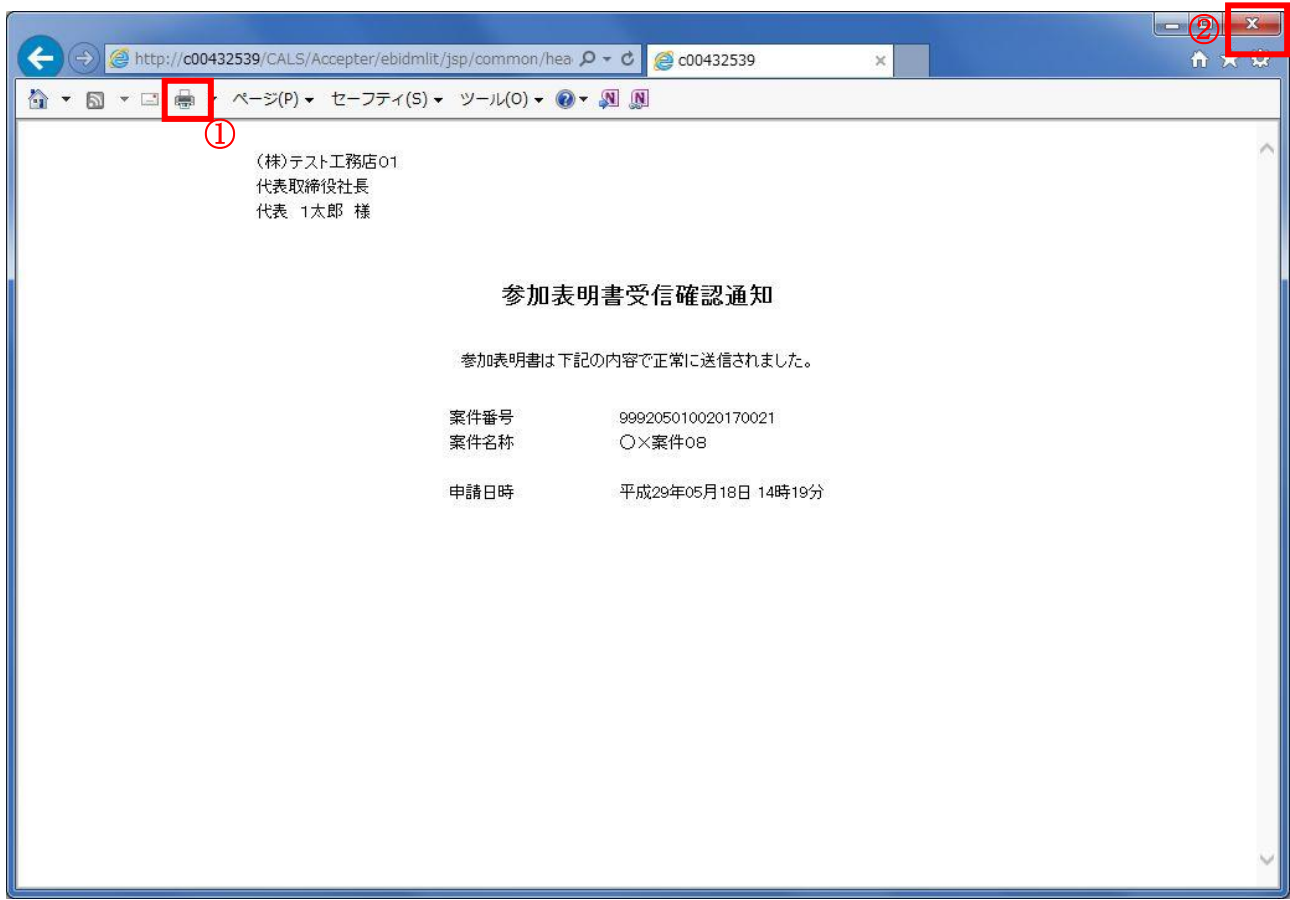 ②
http://c00432539/CALS/Accepter/ebidmlit/jsp/common/hea
c00432539
ページ(P) セーフティ(S) ツール(O)
①
(株)テスト工務店01
代表取締役社長
代表 1太郎 様
参加表明書受信確認通知
参加表明書は下記の内容で正常に送信されました。
案件番号 999205010020170021
案件名称 〇×案件08
申請日時 平成29年05月18日 14時19分